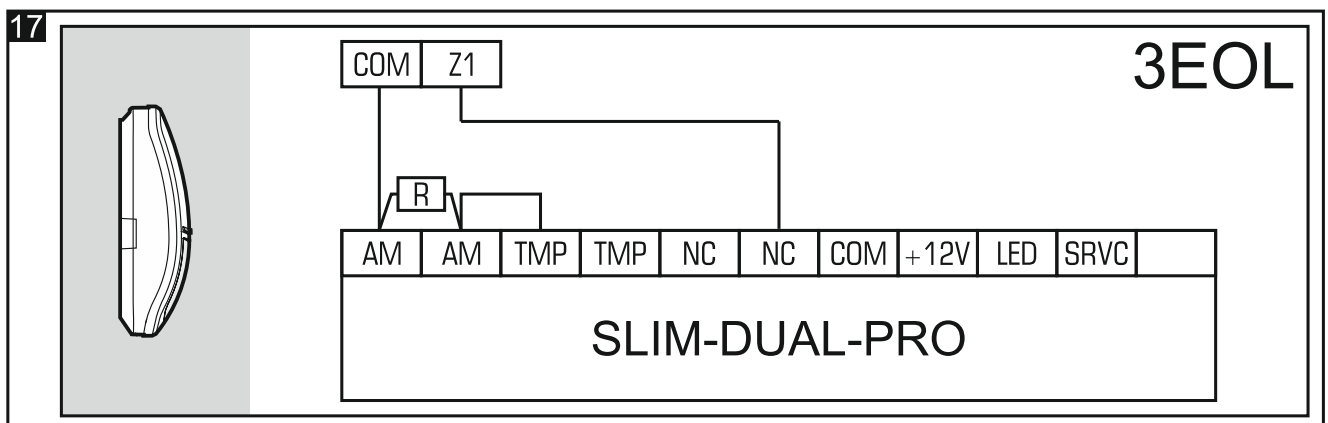 17
3EOL
COM Z1
R
AM AM TMP TMP NC NC COM +12V LED SRVC
SLIM-DUAL-PRO